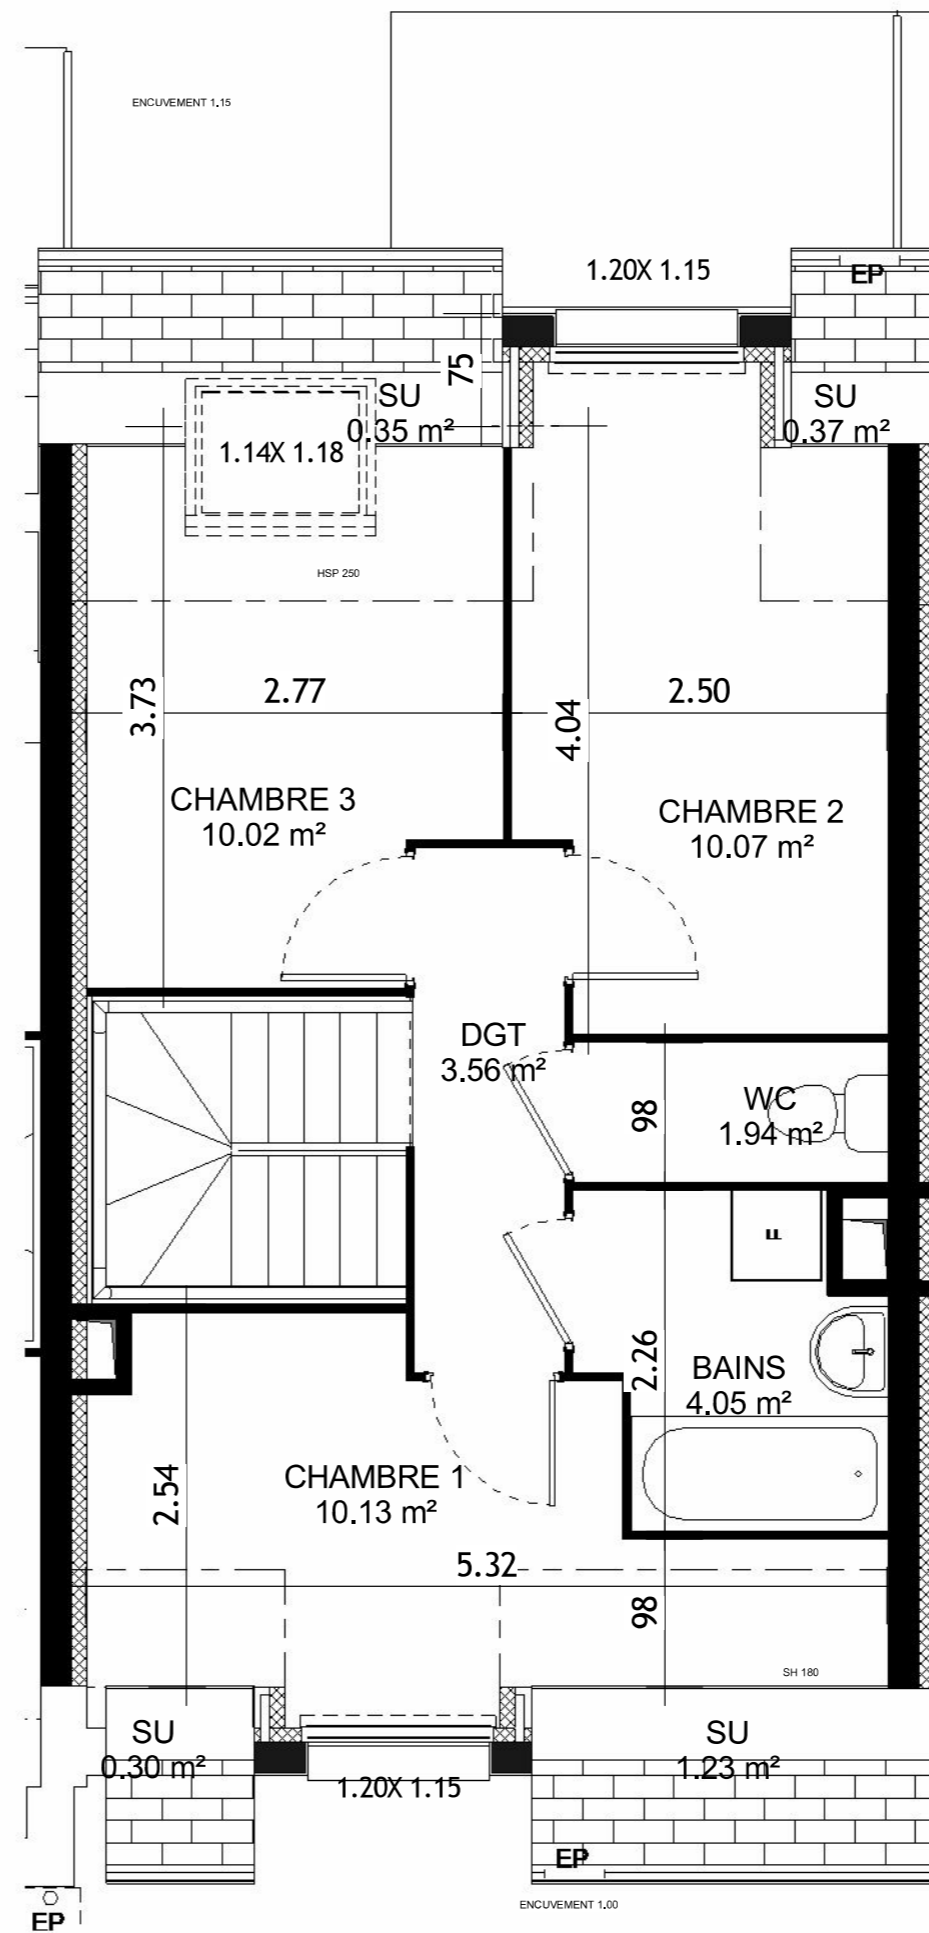 ENCUVEMENT 1.15
1.20X 1.15
EP
75
SU
0.35 m²
SU
0.37 m²
1.14X 1.18
HSP 250
3.73
2.77
4.04
2.50
CHAMBRE 3
10.02 m²
CHAMBRE 2
10.07 m²
DGT
3.56 m²
98
WC
1.94 m²
LL
2.26
BAINS
4.05 m²
2.54
CHAMBRE 1
10.13 m²
5.32
98
SH 180
SU
0.30 m²
SU
1.23 m²
1.20X 1.15
EP
ENCUVEMENT 1.00
EP